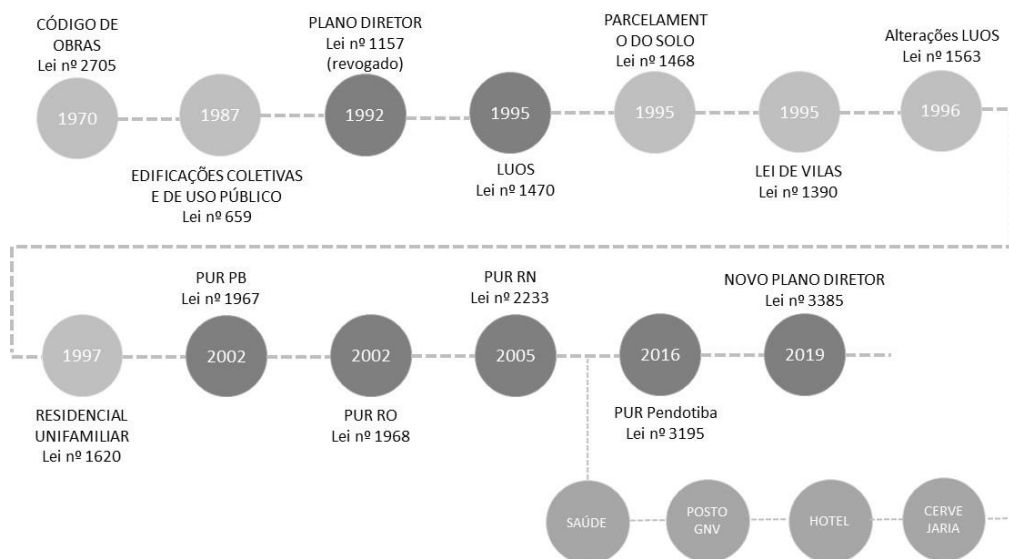 CÓDIGO DE
OBRAS
Lei nº 2705
1970
1987
EDIFICAÇÕES COLETIVAS
E DE USO PÚBLICO
Lei nº 659
PLANO DIRETOR
Lei nº 1157
(revogado)
1992
1995
LUOS
Lei nº 1470
PARCELAMENT
O DO SOLO
Lei nº 1468
1995
1995
LEI DE VILAS
Lei nº 1390
Alterações LUOS
Lei nº 1563
1996
1997
RESIDENCIAL
UNIFAMILIAR
Lei nº 1620
PUR PB
Lei nº 1967
2002
2002
PUR RO
Lei nº 1968
PUR RN
Lei nº 2233
2005
2016
PUR Pendotiba
Lei nº 3195
NOVO PLANO DIRETOR
Lei nº 3385
2019
SAÚDE
POSTO
GNV
HOTEL
CERVE
JARIA